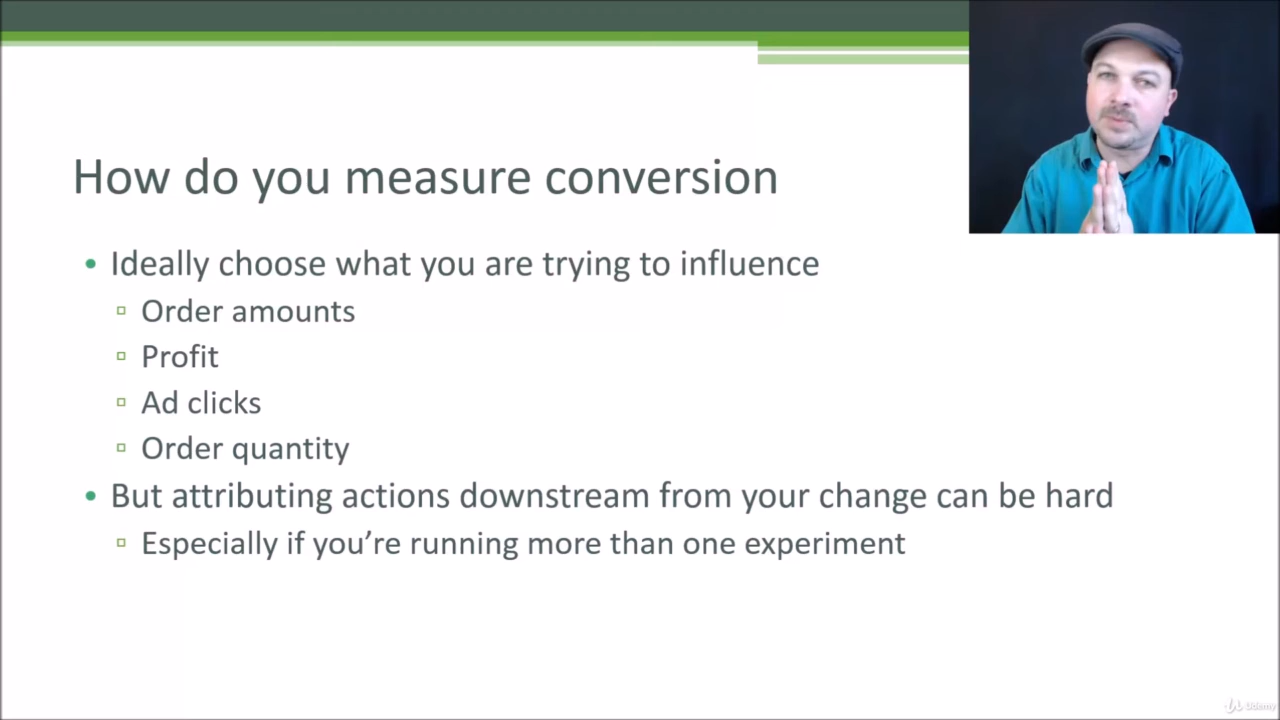 How do you measure conversion
• Ideally choose what you are trying to influence
▫ Order amounts
▫ Profit
▫ Ad clicks
▫ Order quantity
• But attributing actions downstream from your change can be hard
▫ Especially if you’re running more than one experiment
Udemy